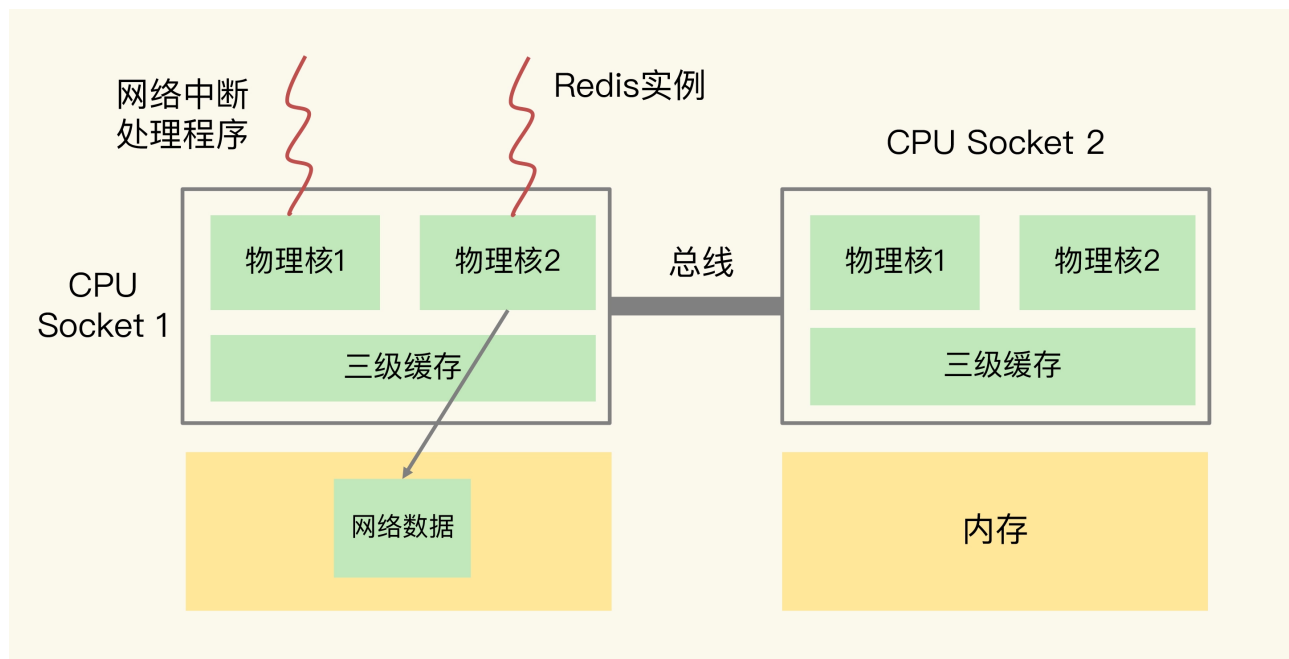 网络中断
处理程序
Redis实例
CPU Socket 2
CPU
Socket 1
物理核1
物理核2
三级缓存
总线
物理核1
物理核2
三级缓存
网络数据
内存